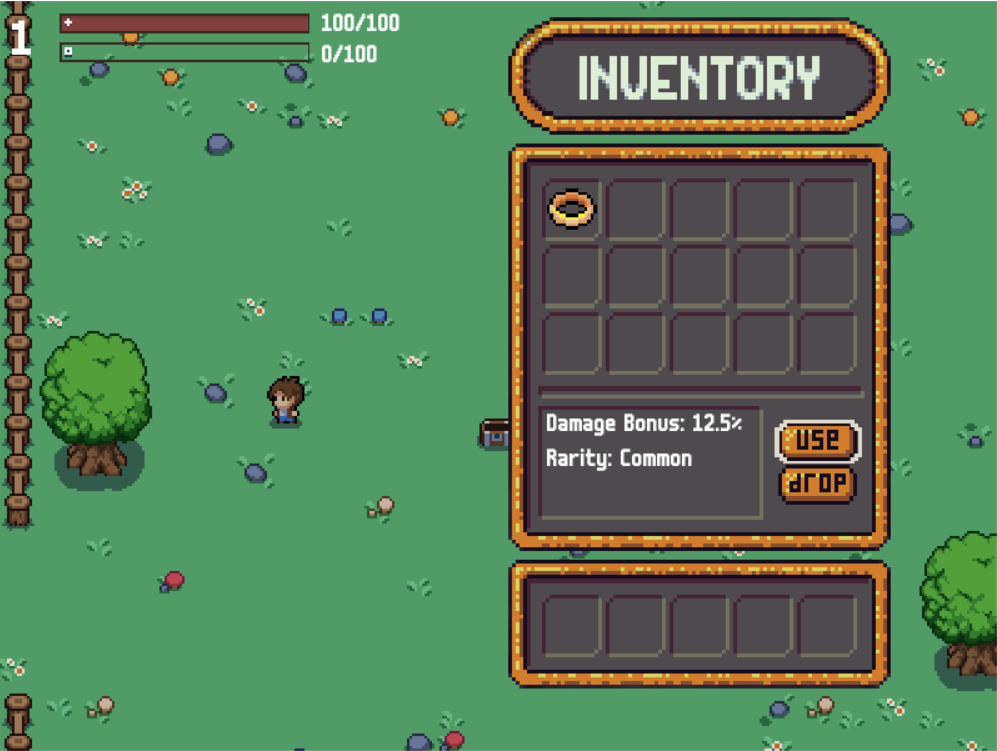 1
100/100
0/100
INVENTORY
Damage Bonus: 12.5%
Rarity: Common
use
drop